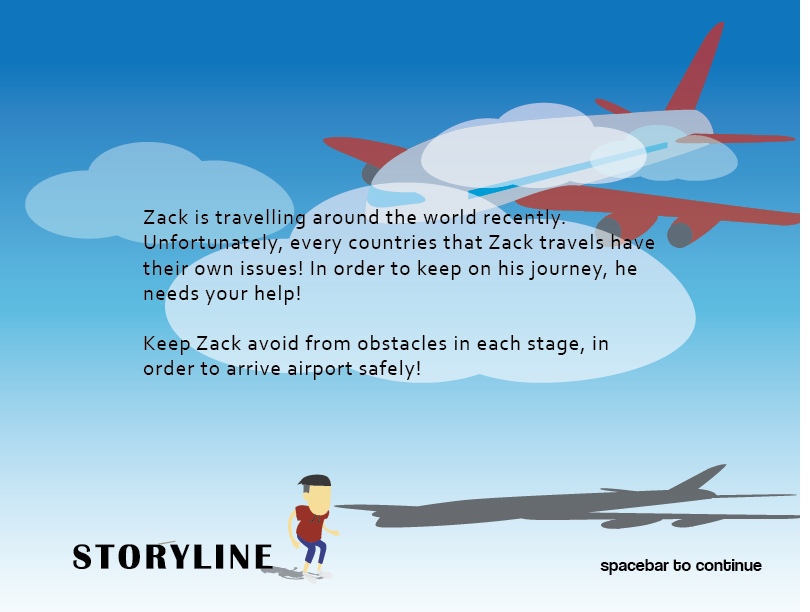 Zack is travelling around the world recently.
Unfortunately, every countries that Zack travels have
their own issues! In order to keep on his journey, he
needs your help!
Keep Zack avoid from obstacles in each stage, in
order to arrive airport safely!
STORYLINE
spacebar to continue